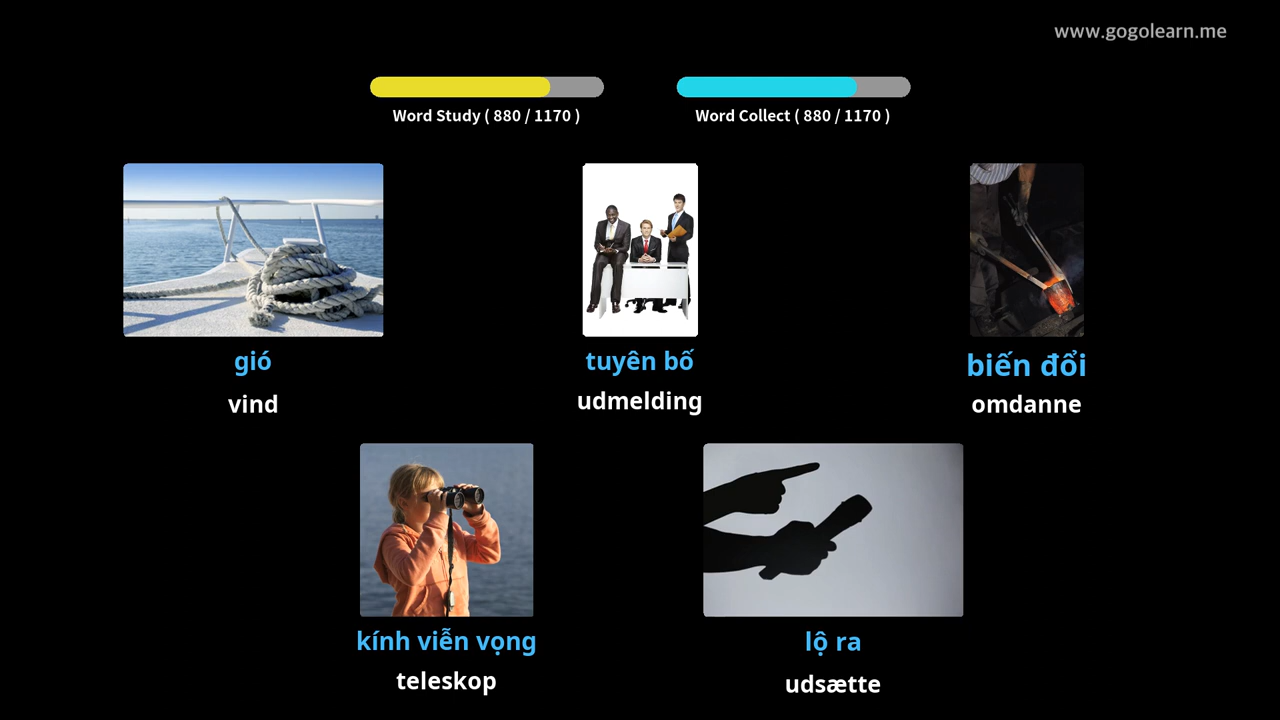 www.gogolearn.me
Word Study ( 880 / 1170 )
Word Collect ( 880 / 1170 )
gió
vind
tuyên bố
udmelding
biến đổi
omdanne
kính viễn vọng
teleskop
lộ ra
udsætte